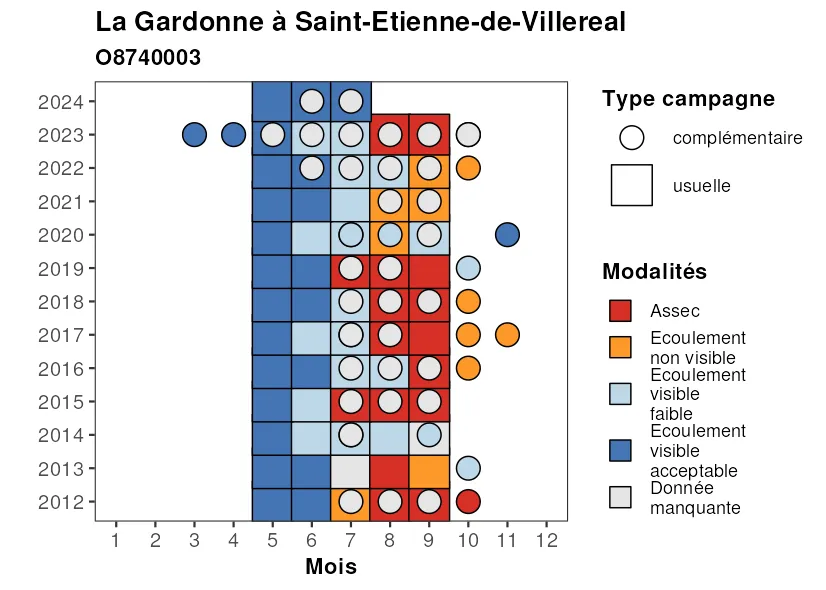 La Gardonne à Saint-Etienne-de-Villereal
O8740003
2024
2023
2022
2021
2020
2019
2018
2017
2016
2015
2014
2013
2012
1 2 3 4 5 6 7 8 9 10 11 12
Mois
Type campagne
complémentaire
usuelle
Modalités
Assec
Ecoulement
non visible
Ecoulement
visible
faible
Ecoulement
visible
acceptable
Donnée
manquante